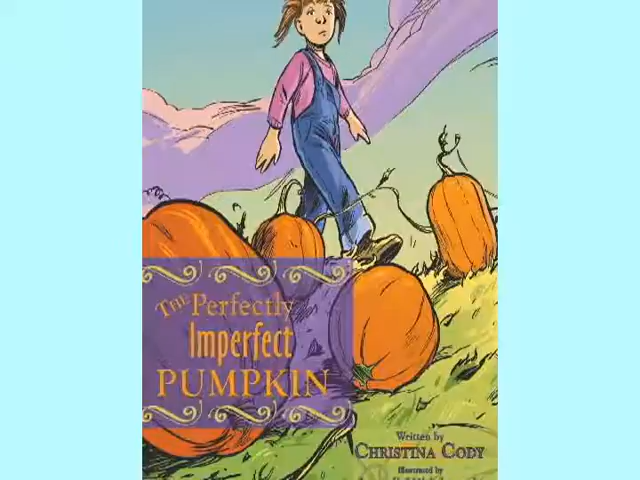 THE Perfectly
Imperfect
PUMPKIN
Written by
CHRISTINA CODY
Illustrated by